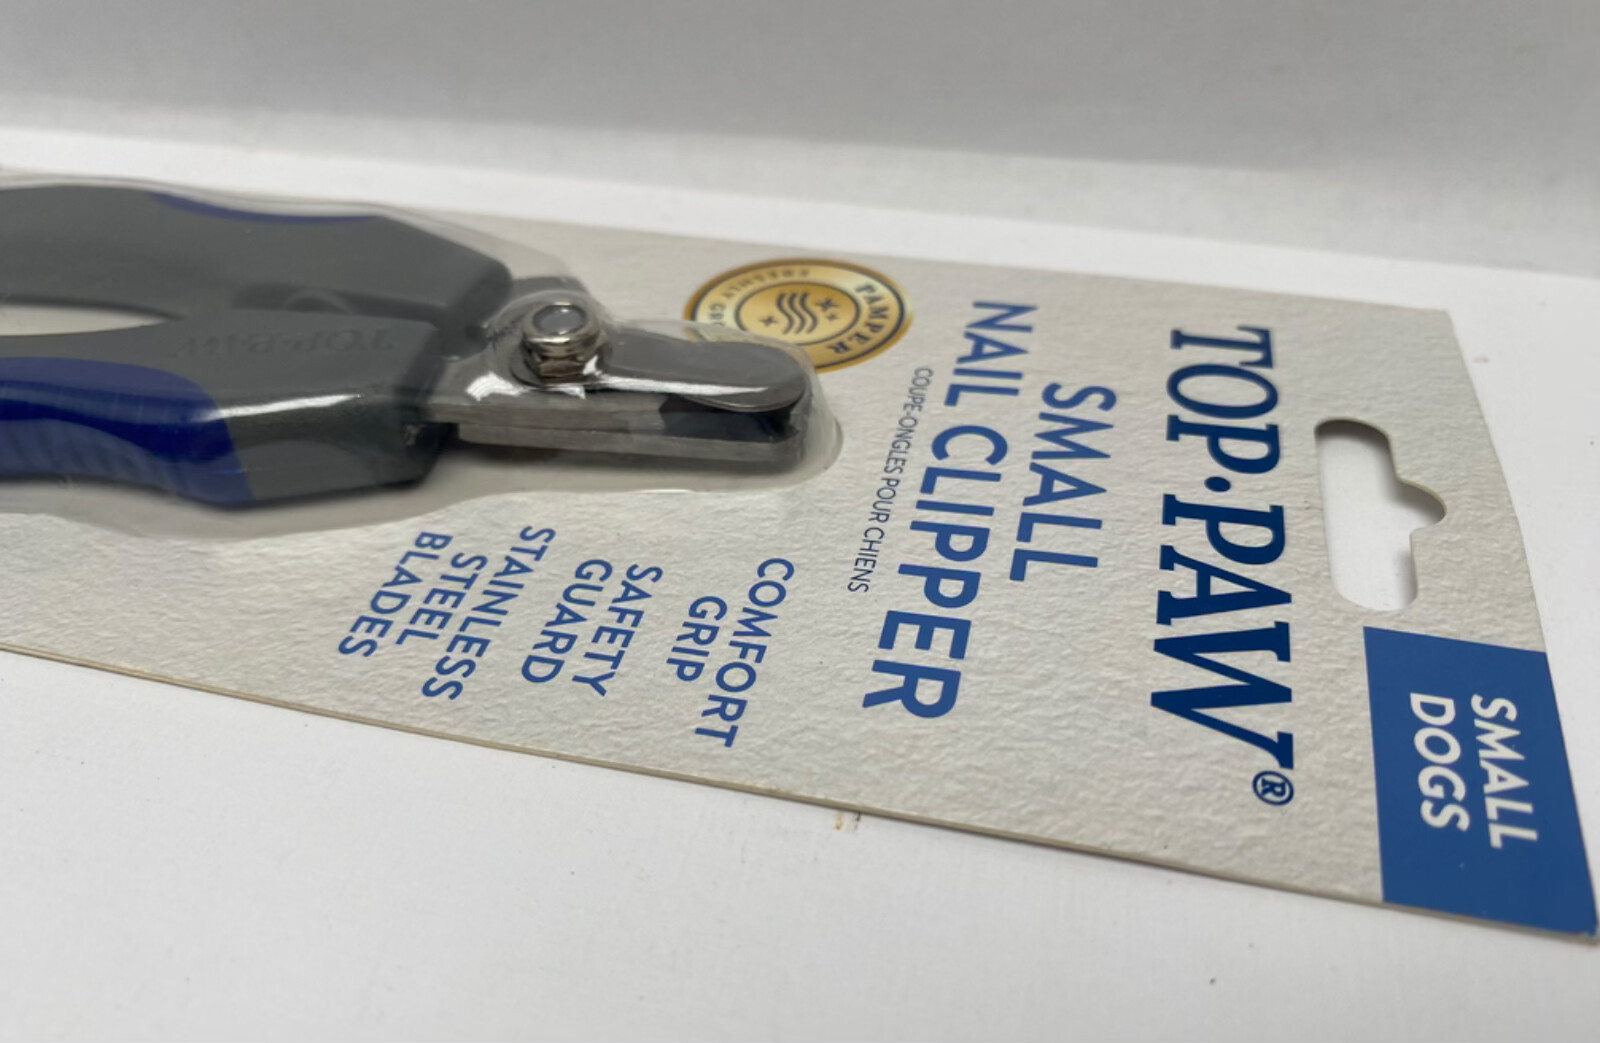 SMALL
DOGS
TOP·PAW®
SMALL
NAIL CLIPPER
COUPE-ONGLES POUR CHIENS
PAMPER
COMFORT
GRIP
SAFETY
GUARD
STAINLESS
STEEL
BLADES
TOP·PAW